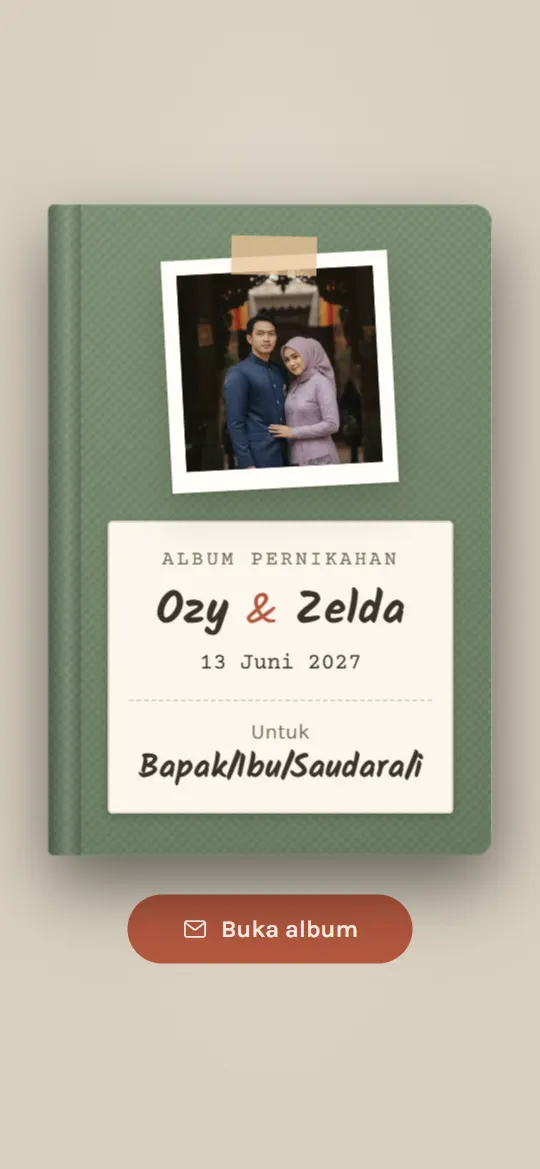 ALBUM PERNIKAHAN
Ozy & Zelda
13 Juni 2027
Untuk
Bapak/Ibu/Saudara/i
Buka album